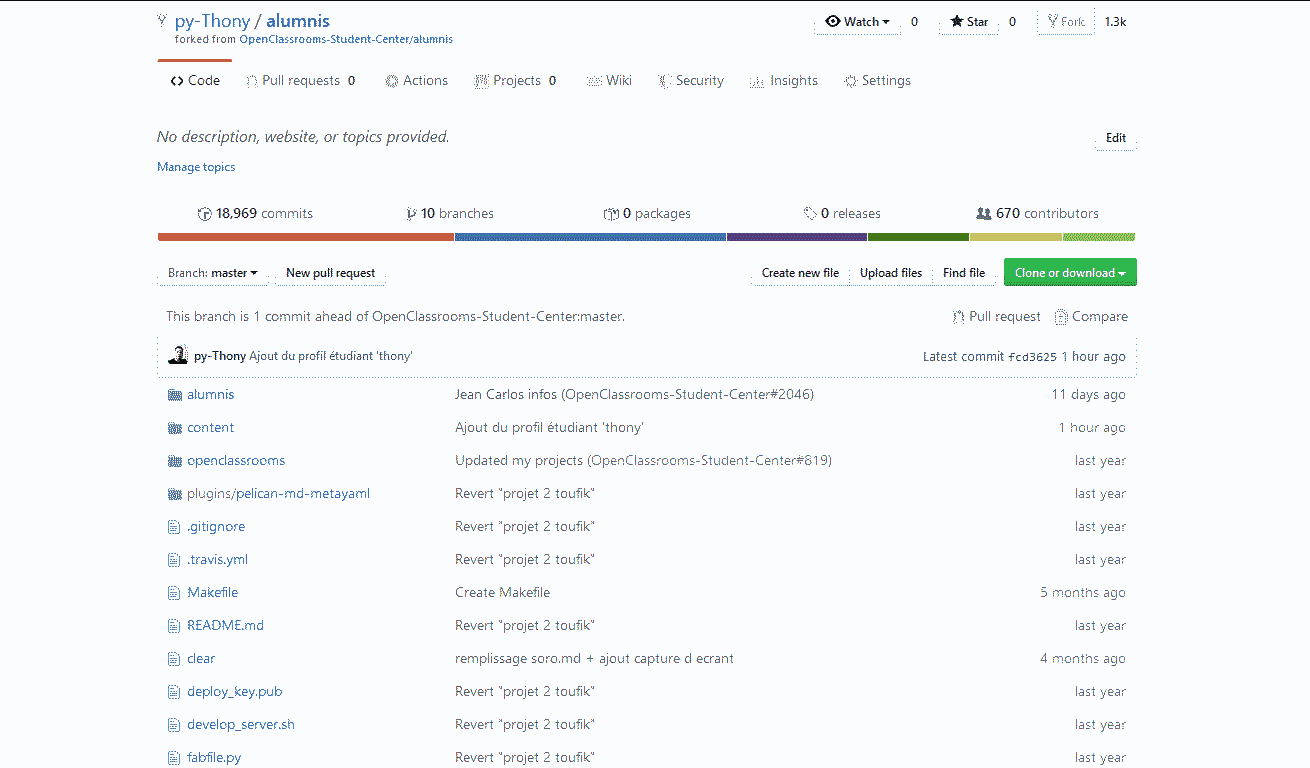 py-Thony / alumnis
Watch 0 Star 0 Fork 1.3k
forked from OpenClassrooms-Student-Center/alumnis
Code Pull requests 0 Actions Projects 0 Wiki Security Insights Settings
No description, website, or topics provided.
Edit
Manage topics
18,969 commits 10 branches 0 packages 0 releases 670 contributors
Branch: master New pull request Create new file Upload files Find file Clone or download
This branch is 1 commit ahead of OpenClassrooms-Student-Center:master. Pull request Compare
py-Thony Ajout du profil étudiant 'thony' Latest commit fcd3625 1 hour ago
alumnis Jean Carlos infos (OpenClassrooms-Student-Center#2046) 11 days ago
content Ajout du profil étudiant 'thony' 1 hour ago
openclassrooms Updated my projects (OpenClassrooms-Student-Center#819) last year
plugins/pelican-md-metayaml Revert "projet 2 toufik" last year
.gitignore Revert "projet 2 toufik" last year
.travis.yml Revert "projet 2 toufik" last year
Makefile Create Makefile 5 months ago
README.md Revert "projet 2 toufik" last year
clear remplissage soro.md + ajout capture d ecrant 4 months ago
deploy_key.pub Revert "projet 2 toufik" last year
develop_server.sh Revert "projet 2 toufik" last year
fabfile.py Revert "projet 2 toufik" last year